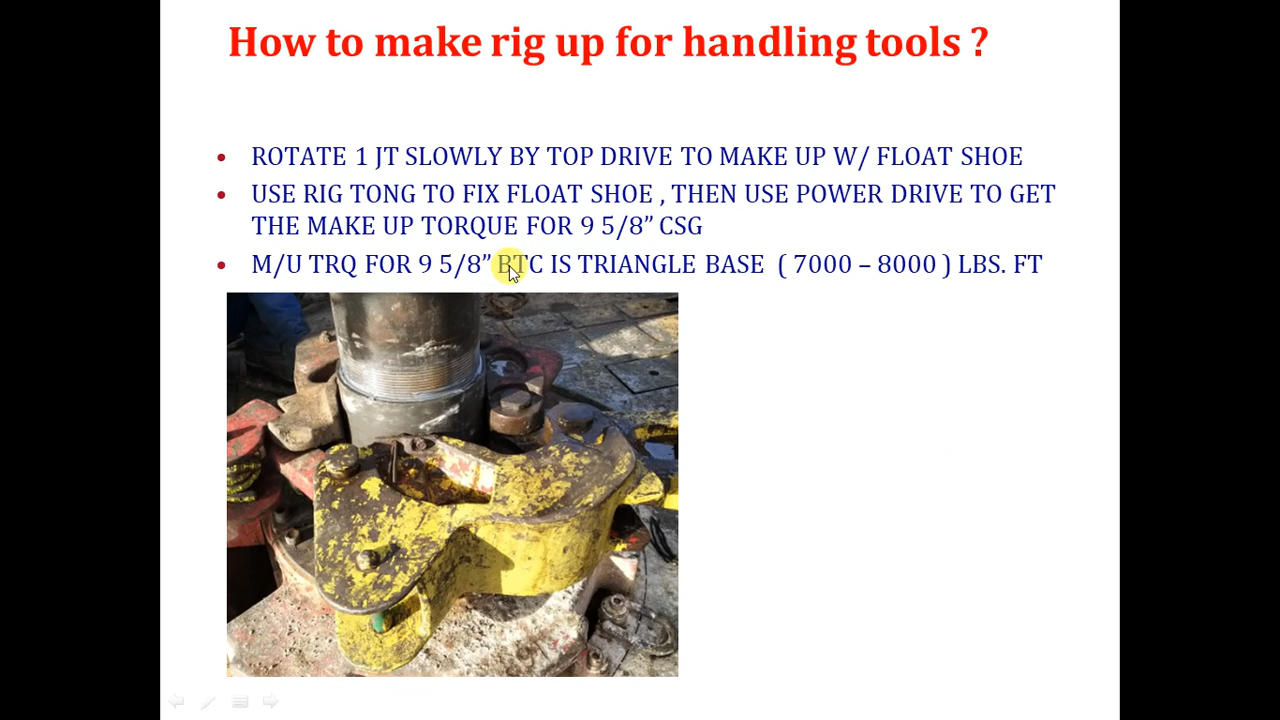 How to make rig up for handling tools ?
• ROTATE 1 JT SLOWLY BY TOP DRIVE TO MAKE UP W/ FLOAT SHOE
• USE RIG TONG TO FIX FLOAT SHOE , THEN USE POWER DRIVE TO GET
THE MAKE UP TORQUE FOR 9 5/8” CSG
• M/U TRQ FOR 9 5/8” BTC IS TRIANGLE BASE ( 7000 – 8000 ) LBS. FT